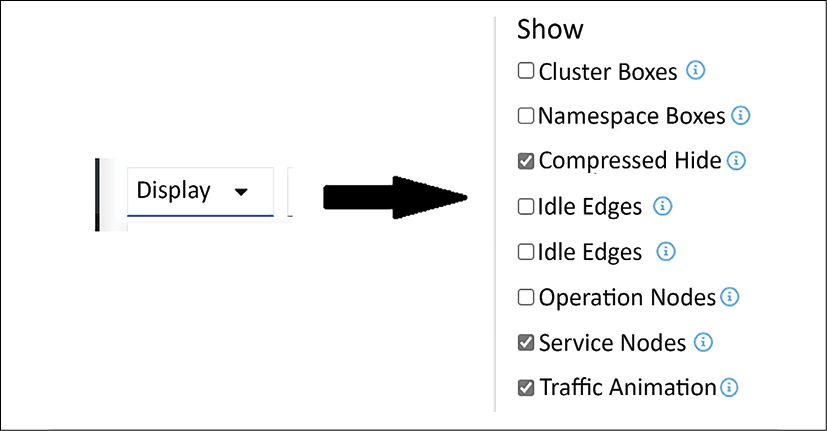 Display
Show
Cluster Boxes
Namespace Boxes
Compressed Hide
Idle Edges
Idle Edges
Operation Nodes
Service Nodes
Traffic Animation